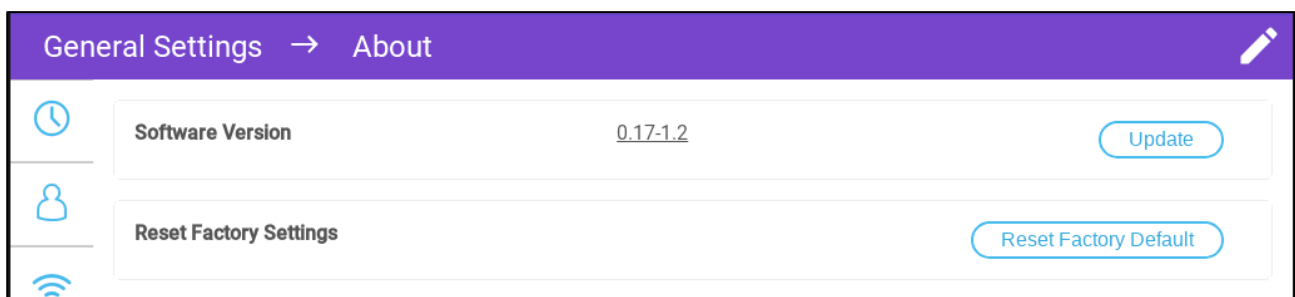 General Settings → About
Software Version 0.17-1.2 Update
Reset Factory Settings Reset Factory Default